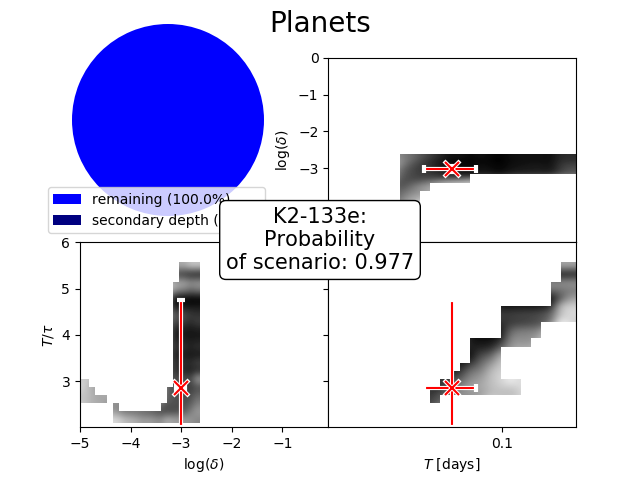 Planets
remaining (100.0%)
secondary depth (
K2-133e:
Probability
of scenario: 0.977
0
−1
−2
−3
log(δ)
6
5
4
3
T/τ
−5
−4
−3
−2
−1
log(δ)
0.1
T [days]